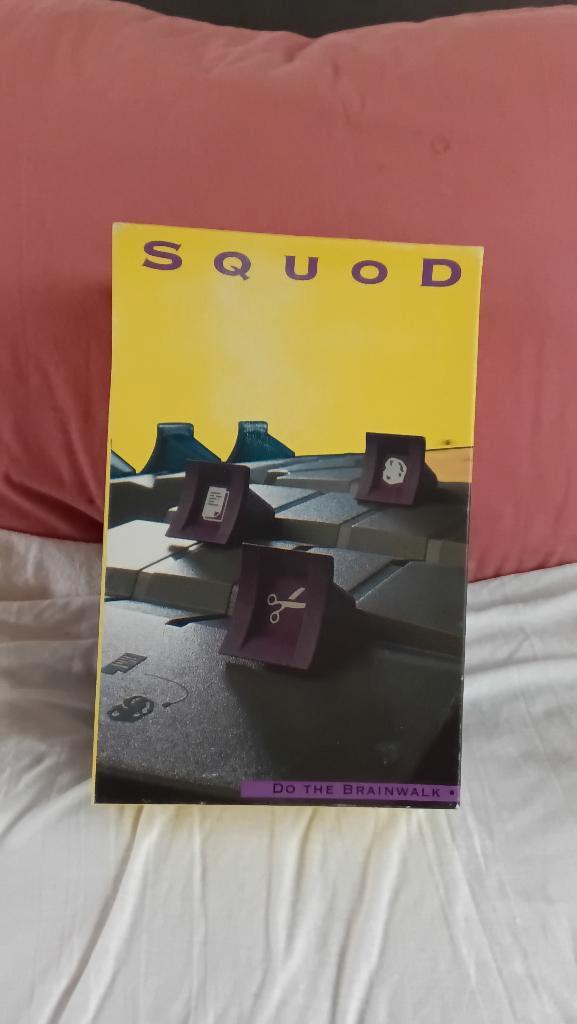 SQUOD
DO THE BRAINWALK •